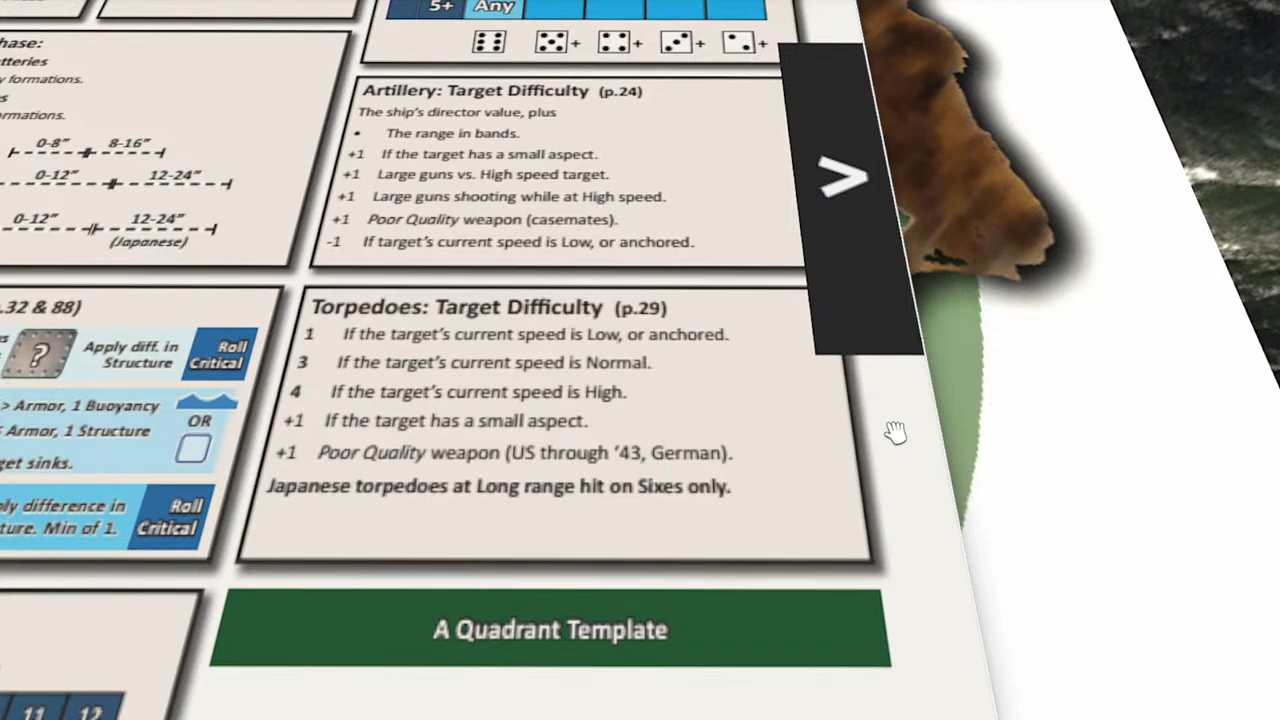 5+ Any
+ + + +
hase:
tteries
y formations.
s
ormations.
0-8" 8-16"
0-12" 12-24"
0-12" 12-24"
(Japanese)
Artillery: Target Difficulty (p.24)
The ship's director value, plus
• The range in bands.
+1 If the target has a small aspect.
+1 Large guns vs. High speed target.
+1 Large guns shooting while at High speed.
+1 Poor Quality weapon (casemates).
-1 If target's current speed is Low, or anchored.
>
.32 & 88)
es
?
Apply diff. in
Structure
Roll
Critical
> Armor, 1 Buoyancy
OR
≤ Armor, 1 Structure
get sinks.
ly difference in
ture. Min of 1.
Roll
Critical
Torpedoes: Target Difficulty (p.29)
1 If the target's current speed is Low, or anchored.
3 If the target's current speed is Normal.
4 If the target's current speed is High.
+1 If the target has a small aspect.
+1 Poor Quality weapon (US through '43, German).
Japanese torpedoes at Long range hit on Sixes only.
A Quadrant Template
11 12